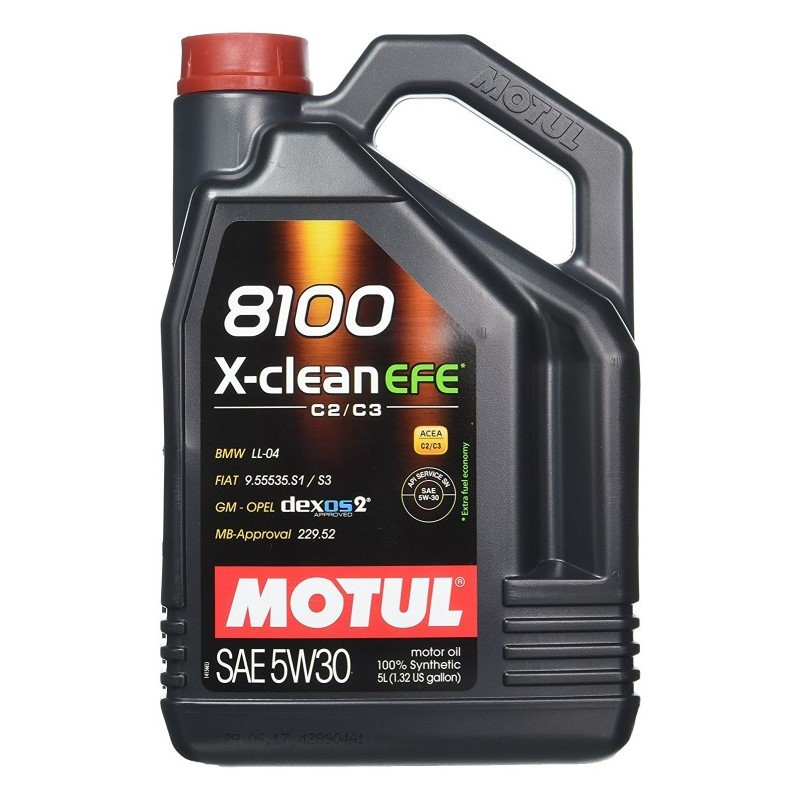 MOTUL
8100
X-clean EFE*
C2/C3
ACEA
C2/C3
BMW LL-04
FIAT 9.55535.S1 / S3
GM - OPEL dexos2®
APPROVED
MB-Approval 229.52
API SERVICE SN
SAE
5W-30
* Extra fuel economy
MOTUL®
SAE 5W30
motor oil
100% Synthetic
5L (1.32 US gallon)